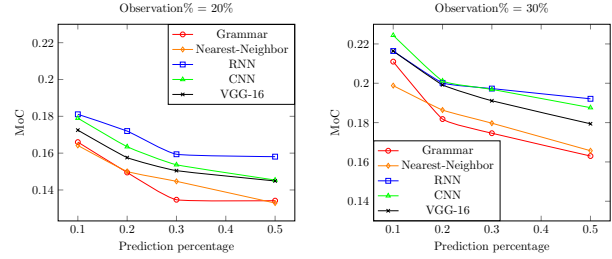 Observation% = 20%
MoC
0.22
0.2
0.18
0.16
0.14
Grammar
Nearest-Neighbor
RNN
CNN
VGG-16
0.1
0.2
0.3
0.4
0.5
Prediction percentage
Observation% = 30%
MoC
0.22
0.2
0.18
0.16
0.14
Grammar
Nearest-Neighbor
RNN
CNN
VGG-16
0.1
0.2
0.3
0.4
0.5
Prediction percentage